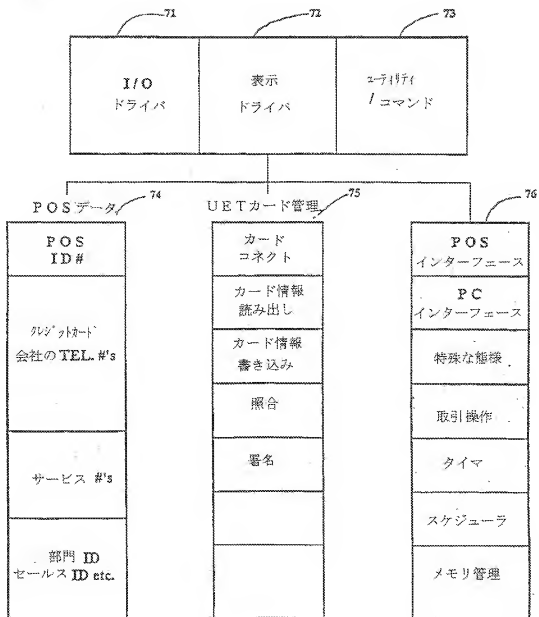 71
72
73
I/O
ドライバ
表示
ドライバ
ユーティリティ
/コマンド
POSデータ
74
UETカード管理
75
76
POS
ID#
クレジットカード
会社のTEL. #'s
サービス #'s
部門 ID
セールスID etc.
カード
コネクト
カード情報
読み出し
カード情報
書き込み
照合
署名
POS
インターフェース
PC
インターフェース
特殊な態様
取引操作
タイマ
スケジューラ
メモリ管理